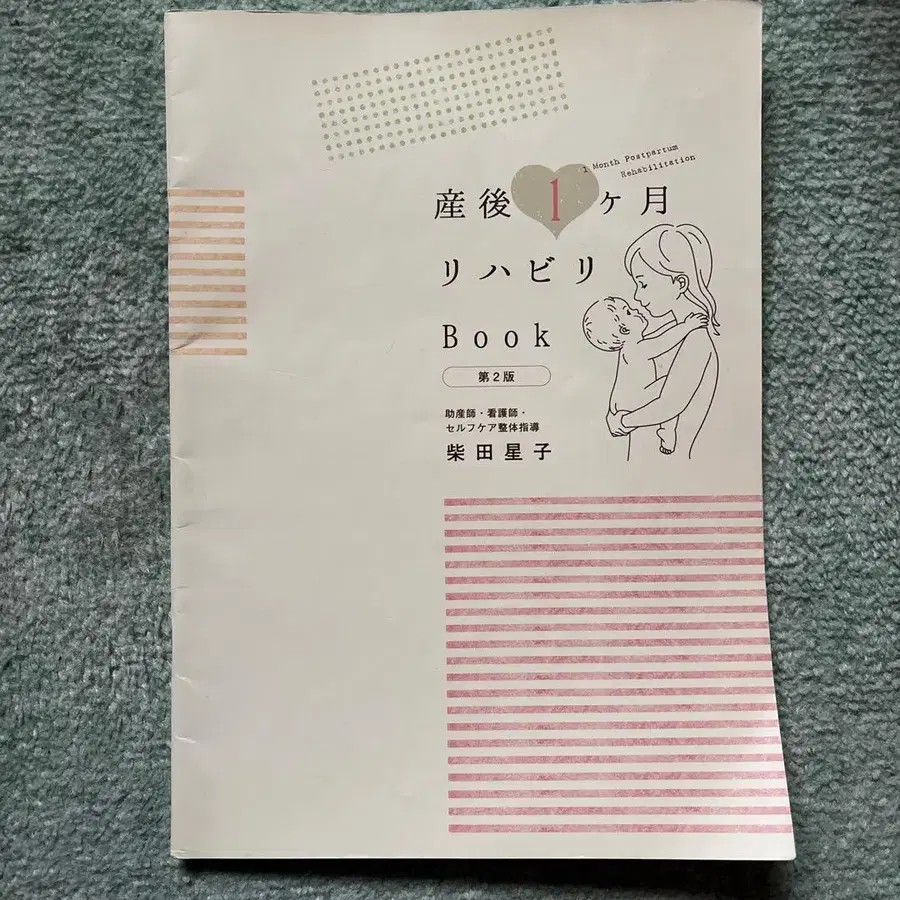 1 Month Postpartum
Rehabilitation
産後1ヶ月
リハビリ
Book
第2版
助産師・看護師・
セルフケア整体指導
柴田星子